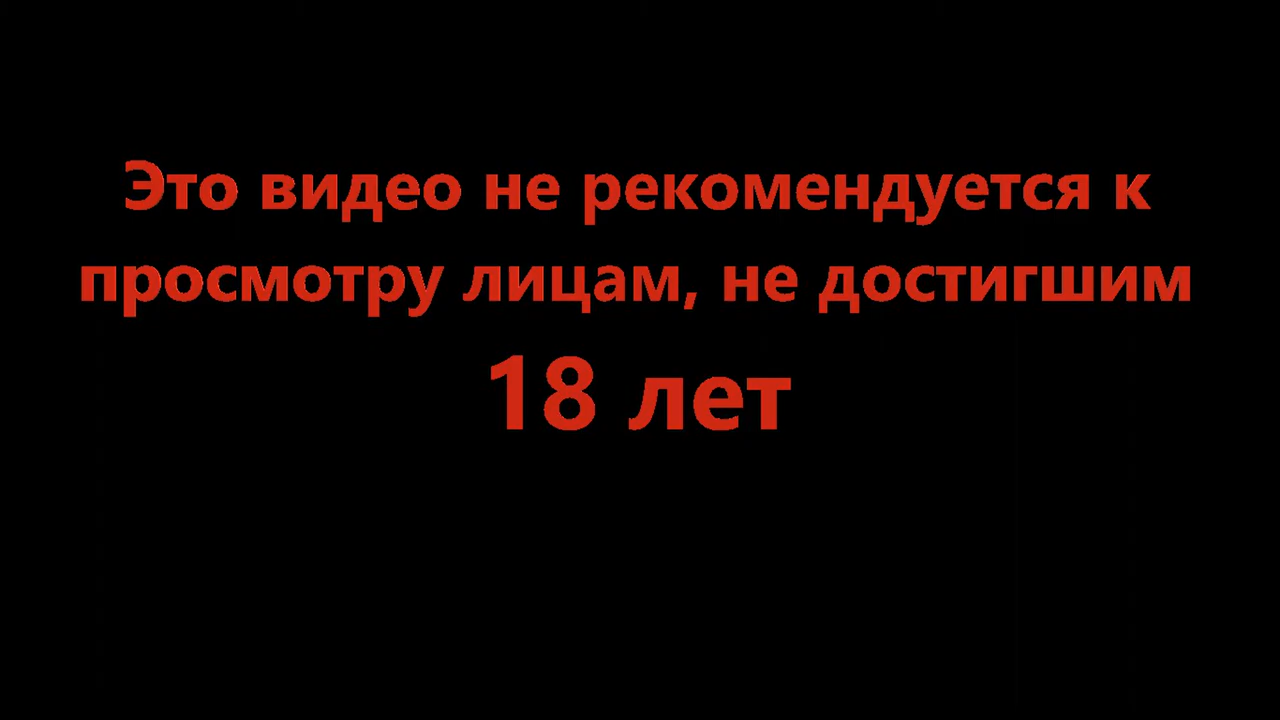 Это видео не рекомендуется к
просмотру лицам, не достигшим
18 лет